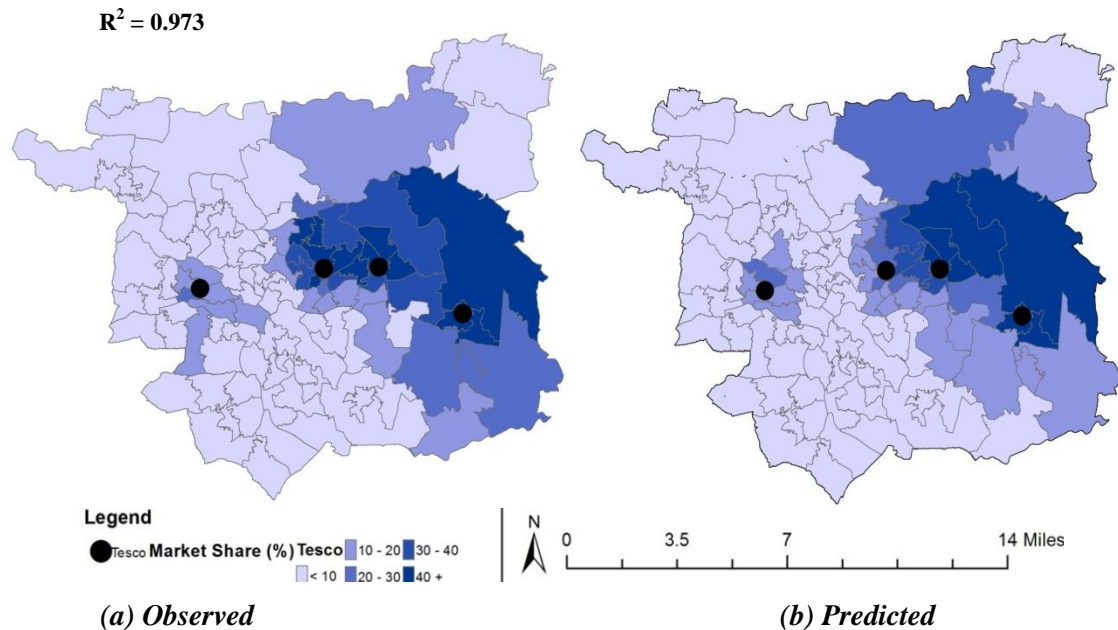 R² = 0.973
Legend
Tesco Market Share (%) Tesco 10 - 20 30 - 40
< 10 20 - 30 40 +
N
0 3.5 7 14 Miles
(a) Observed (b) Predicted